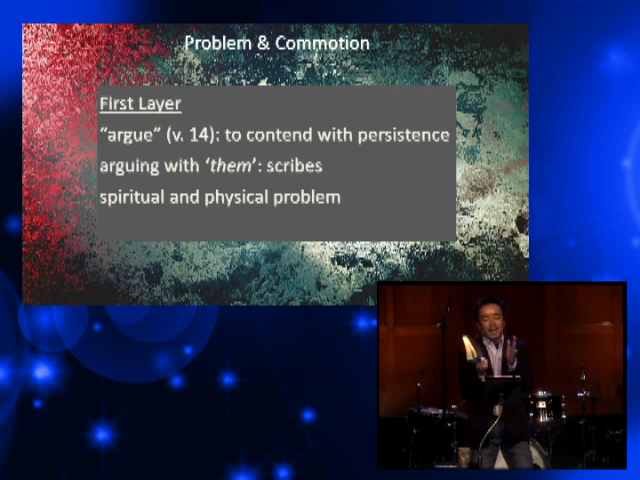 Problem & Commotion
First Layer
“argue” (v. 14): to contend with persistence
arguing with ‘them’: scribes
spiritual and physical problem